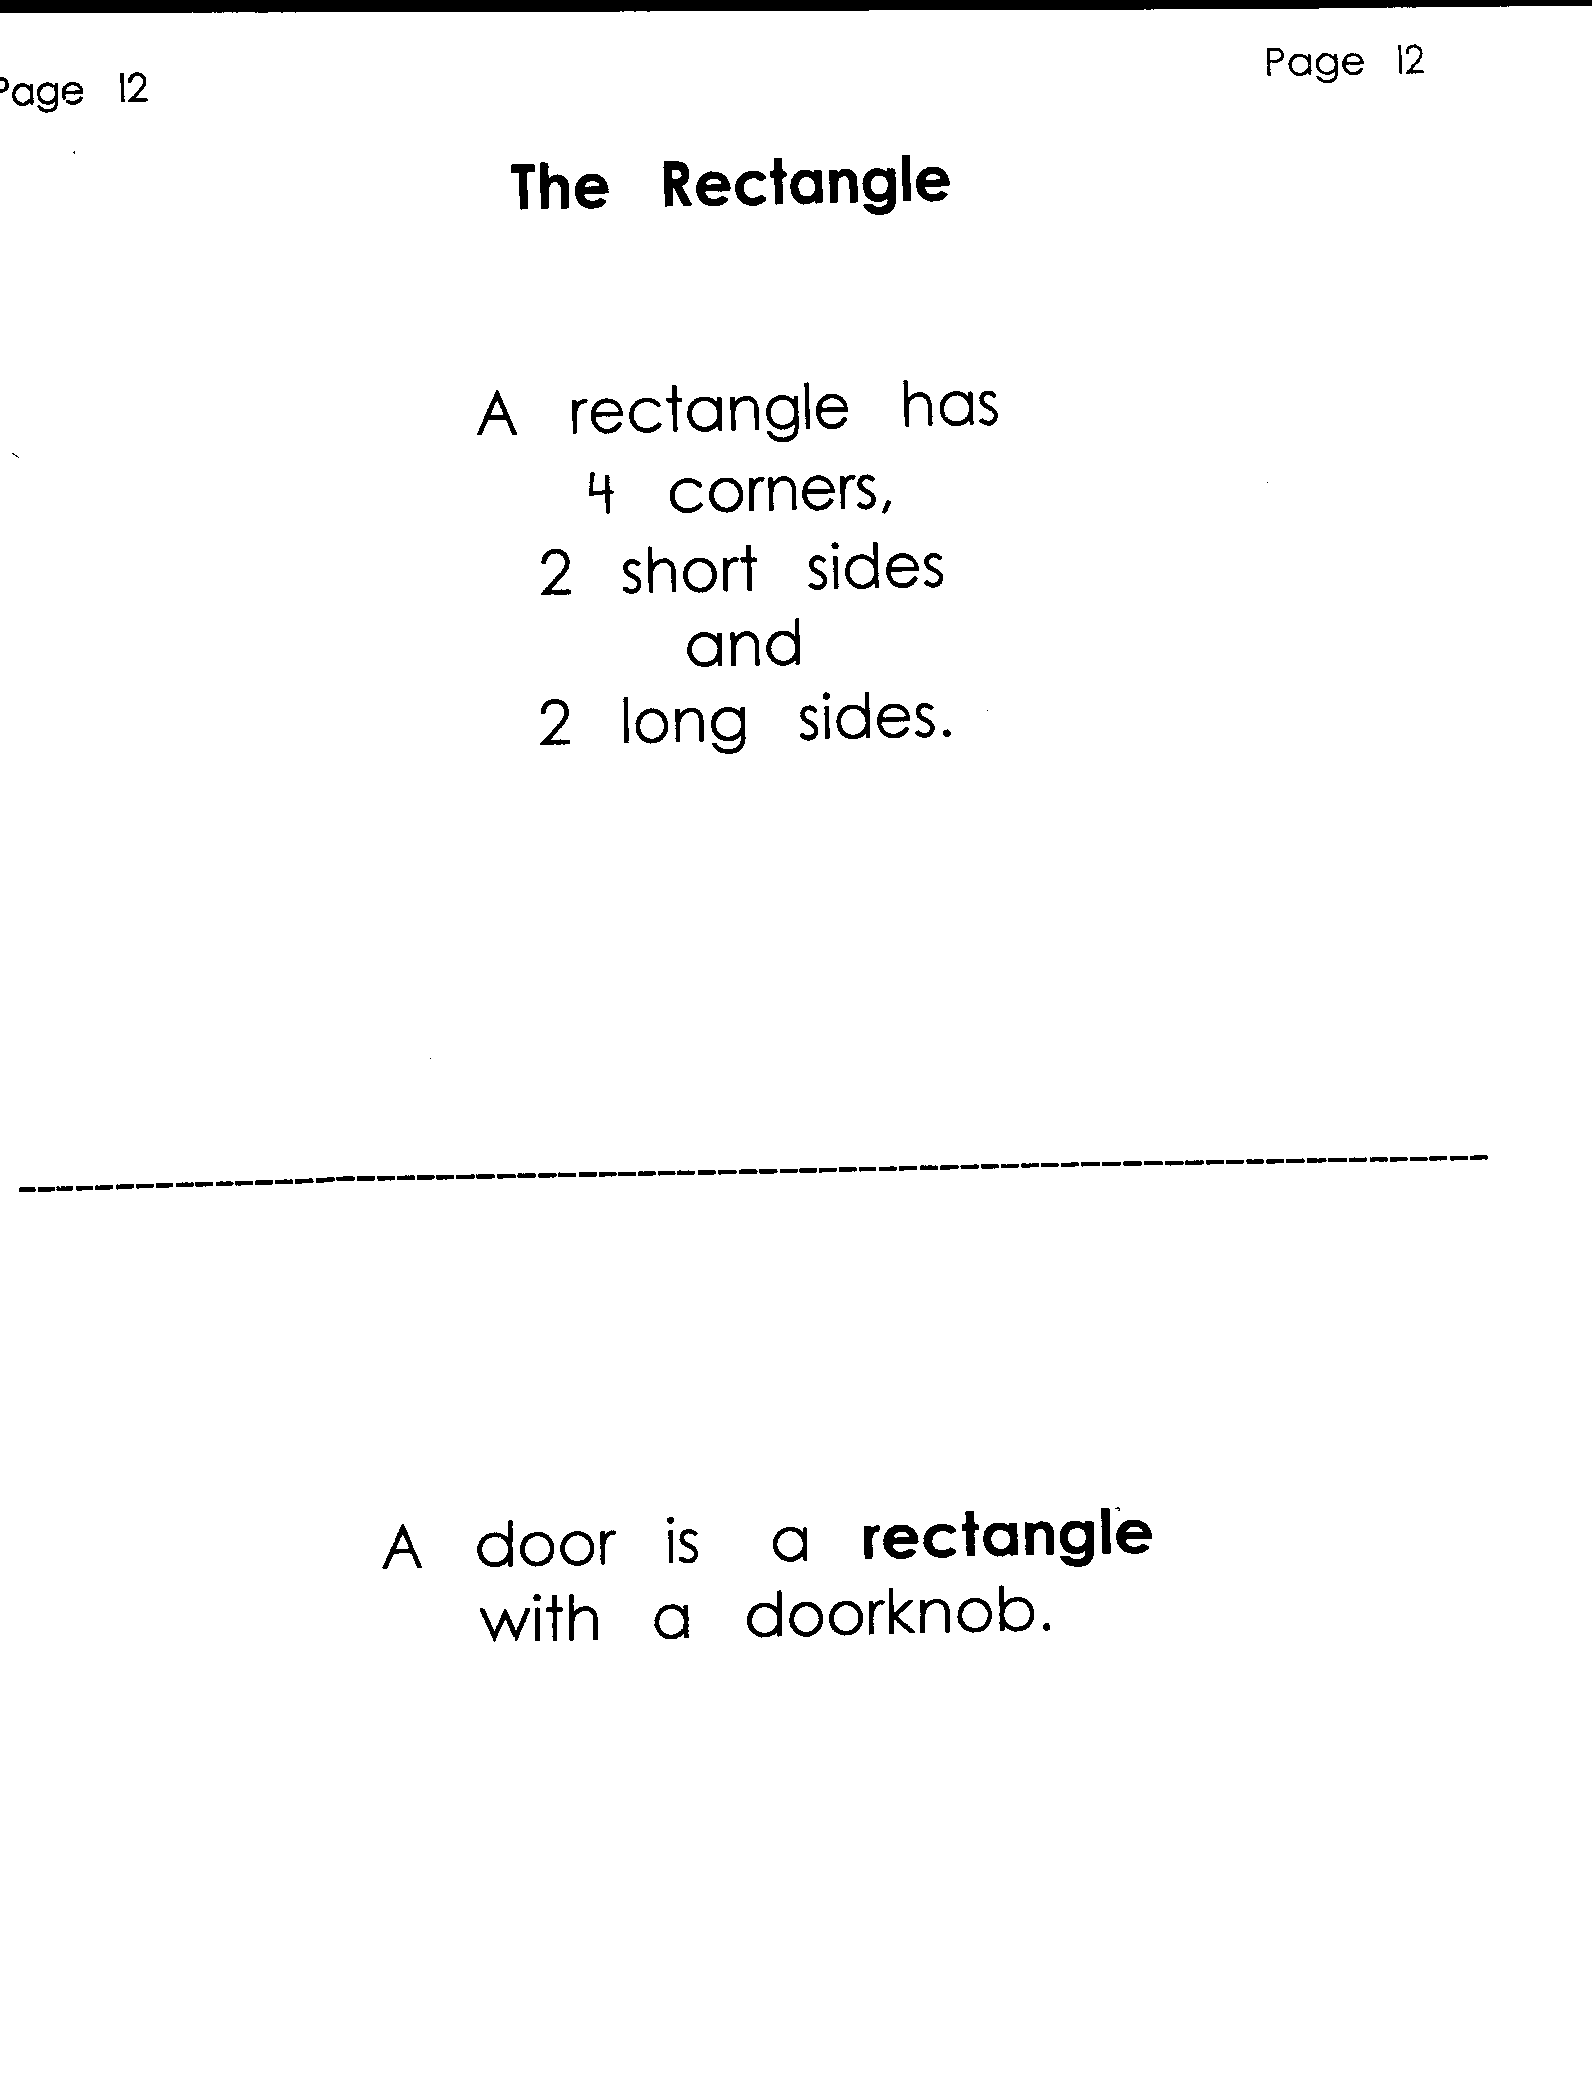 Page 12
Page 12
The Rectangle
A rectangle has
4 corners,
2 short sides
and
2 long sides.
A door is a rectangle
with a doorknob.